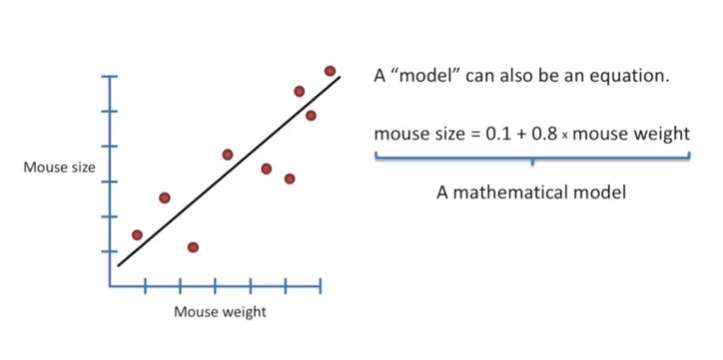 A “model” can also be an equation.
mouse size = 0.1 + 0.8 × mouse weight
A mathematical model
Mouse size
Mouse weight